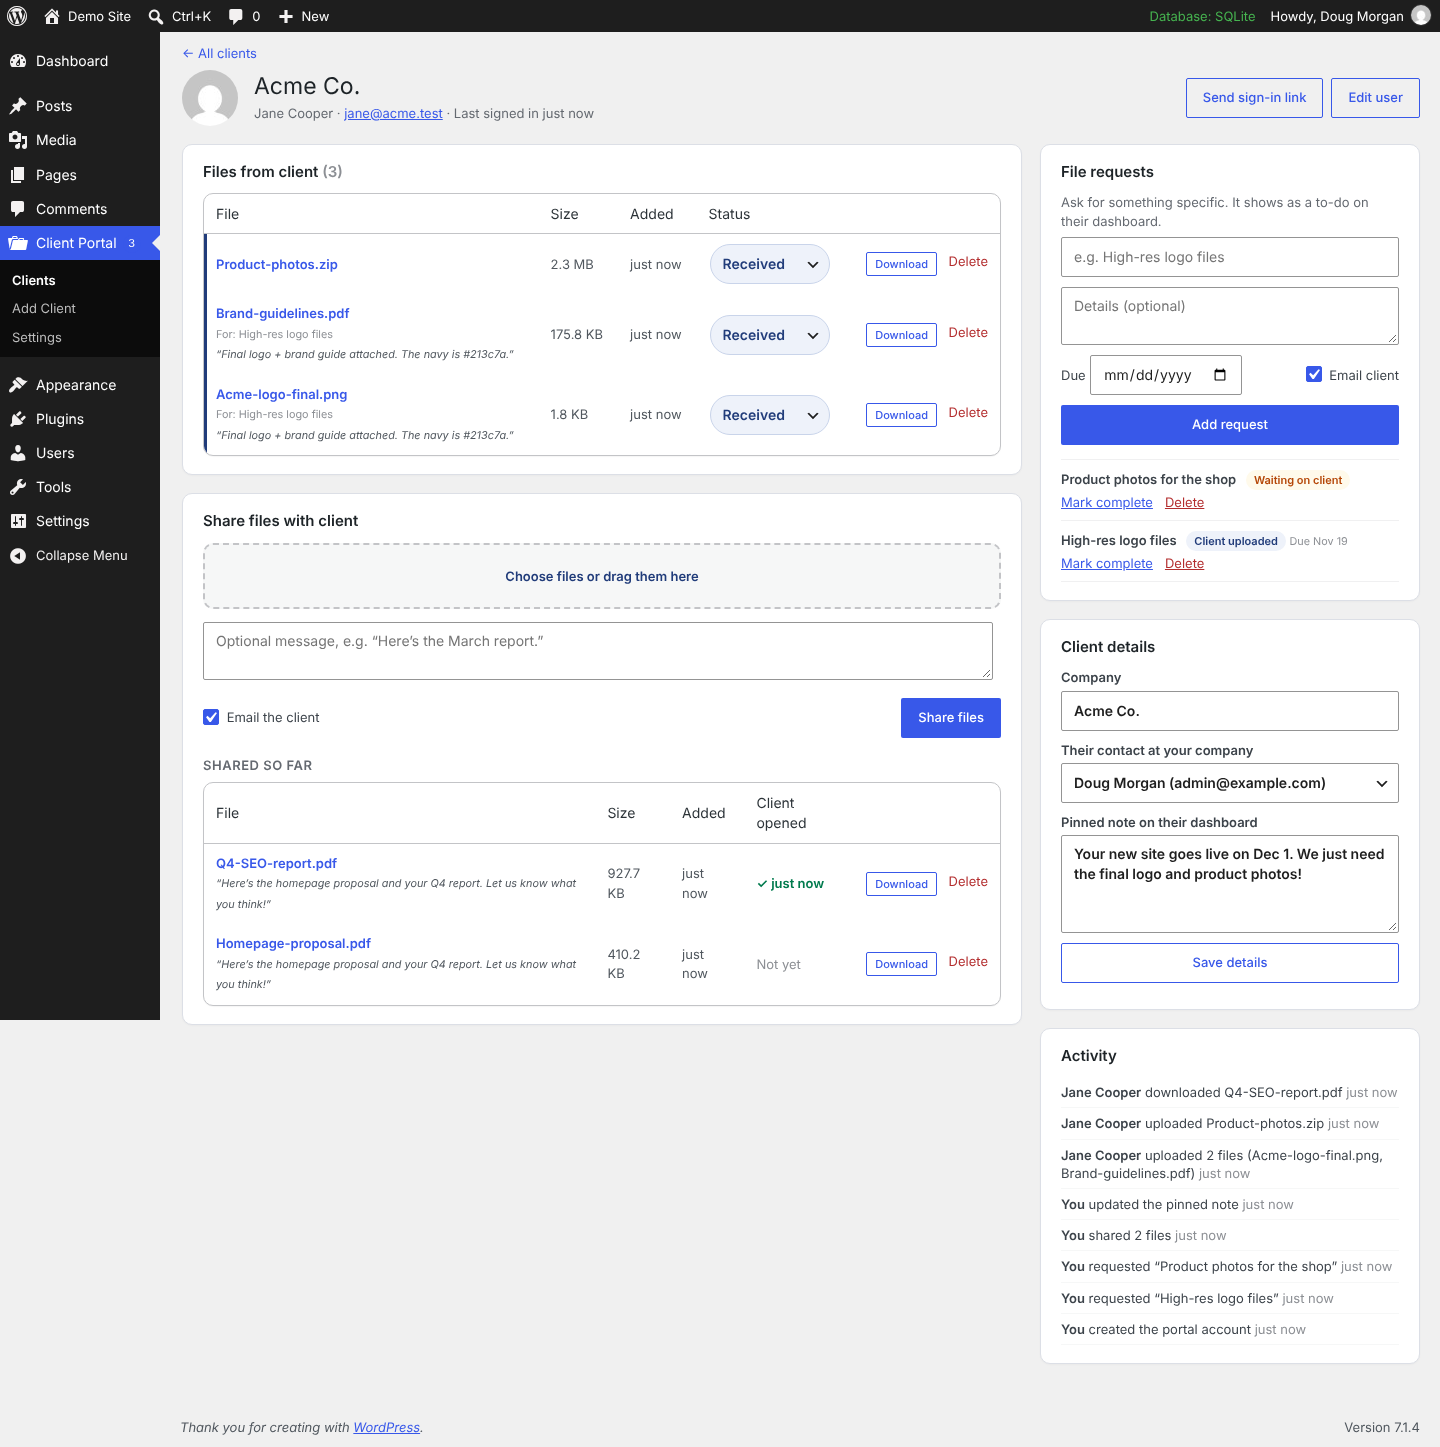 Demo Site
Ctrl+K
0
New
Database: SQLite
Howdy, Doug Morgan
Dashboard
Posts
Media
Pages
Comments
Client Portal 3
Clients
Add Client
Settings
Appearance
Plugins
Users
Tools
Settings
Collapse Menu
← All clients
Acme Co.
Jane Cooper · jane@acme.test · Last signed in just now
Send sign-in link
Edit user
Files from client (3)
File Size Added Status
Product-photos.zip 2.3 MB just now Received Download Delete
Brand-guidelines.pdf
For: High-res logo files
“Final logo + brand guide attached. The navy is #213c7a.”
175.8 KB just now Received Download Delete
Acme-logo-final.png
For: High-res logo files
“Final logo + brand guide attached. The navy is #213c7a.”
1.8 KB just now Received Download Delete
Share files with client
Choose files or drag them here
Optional message, e.g. “Here’s the March report.”
Email the client
Share files
SHARED SO FAR
File Size Added Client
opened
Q4-SEO-report.pdf
“Here’s the homepage proposal and your Q4 report. Let us know what
you think!”
927.7
KB
just
now
✓ just now
Download Delete
Homepage-proposal.pdf
“Here’s the homepage proposal and your Q4 report. Let us know what
you think!”
410.2
KB
just
now
Not yet
Download Delete
File requests
Ask for something specific. It shows as a to-do on
their dashboard.
e.g. High-res logo files
Details (optional)
Due mm/dd/yyyy
Email client
Add request
Product photos for the shop Waiting on client
Mark complete Delete
High-res logo files Client uploaded Due Nov 19
Mark complete Delete
Client details
Company
Acme Co.
Their contact at your company
Doug Morgan (admin@example.com)
Pinned note on their dashboard
Your new site goes live on Dec 1. We just need
the final logo and product photos!
Save details
Activity
Jane Cooper downloaded Q4-SEO-report.pdf just now
Jane Cooper uploaded Product-photos.zip just now
Jane Cooper uploaded 2 files (Acme-logo-final.png,
Brand-guidelines.pdf) just now
You updated the pinned note just now
You shared 2 files just now
You requested “Product photos for the shop” just now
You requested “High-res logo files” just now
You created the portal account just now
Thank you for creating with WordPress.
Version 7.1.4